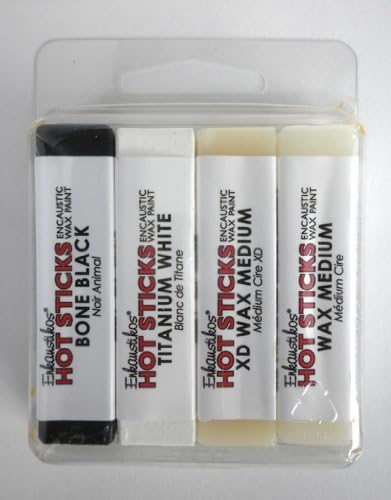 Enkaustikos®
HOT STICKS ENCAUSTIC
WAX PAINT
BONE BLACK
Noir Animal
Enkaustikos®
HOT STICKS ENCAUSTIC
WAX PAINT
TITANIUM WHITE
Blanc de Titane
Enkaustikos®
HOT STICKS ENCAUSTIC
WAX PAINT
XD WAX MEDIUM
Médium Cire XD
Enkaustikos®
HOT STICKS ENCAUSTIC
WAX PAINT
WAX MEDIUM
Médium Cire